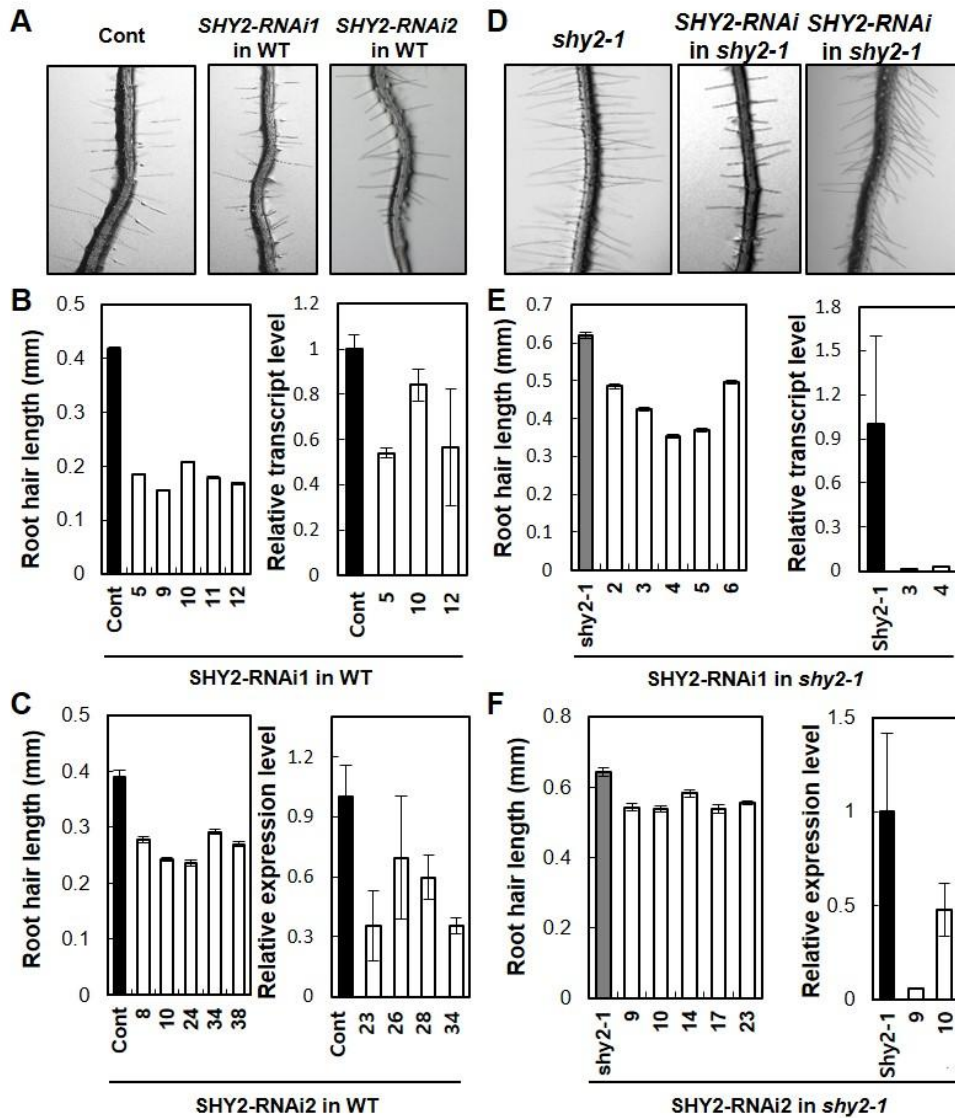 A
Cont
SHY2-RNAi1
in WT
SHY2-RNAi2
in WT
D
shy2-1
SHY2-RNAi
in shy2-1
SHY2-RNAi
in shy2-1
B
Root hair length (mm)
0.5
0.4
0.3
0.2
0.1
0
Cont
5
9
10
11
12
Relative transcript level
1.2
1
0.8
0.6
0.4
0.2
0
Cont
5
10
12
SHY2-RNAi1 in WT
E
Root hair length (mm)
0.7
0.6
0.5
0.4
0.3
0.2
0.1
0
shy2-1
2
3
4
5
6
Relative transcript level
1.8
1.5
1.2
0.9
0.6
0.3
0
Shy2-1
3
4
SHY2-RNAi1 in shy2-1
C
Root hair length (mm)
0.5
0.4
0.3
0.2
0.1
0
Cont
8
10
24
34
38
Relative expression level
1.2
0.9
0.6
0.3
0
Cont
23
26
28
34
SHY2-RNAi2 in WT
F
Root hair length (mm)
0.8
0.6
0.4
0.2
0
shy2-1
9
10
14
17
23
Relative expression level
1.5
1
0.5
0
Shy2-1
9
10
SHY2-RNAi2 in shy2-1